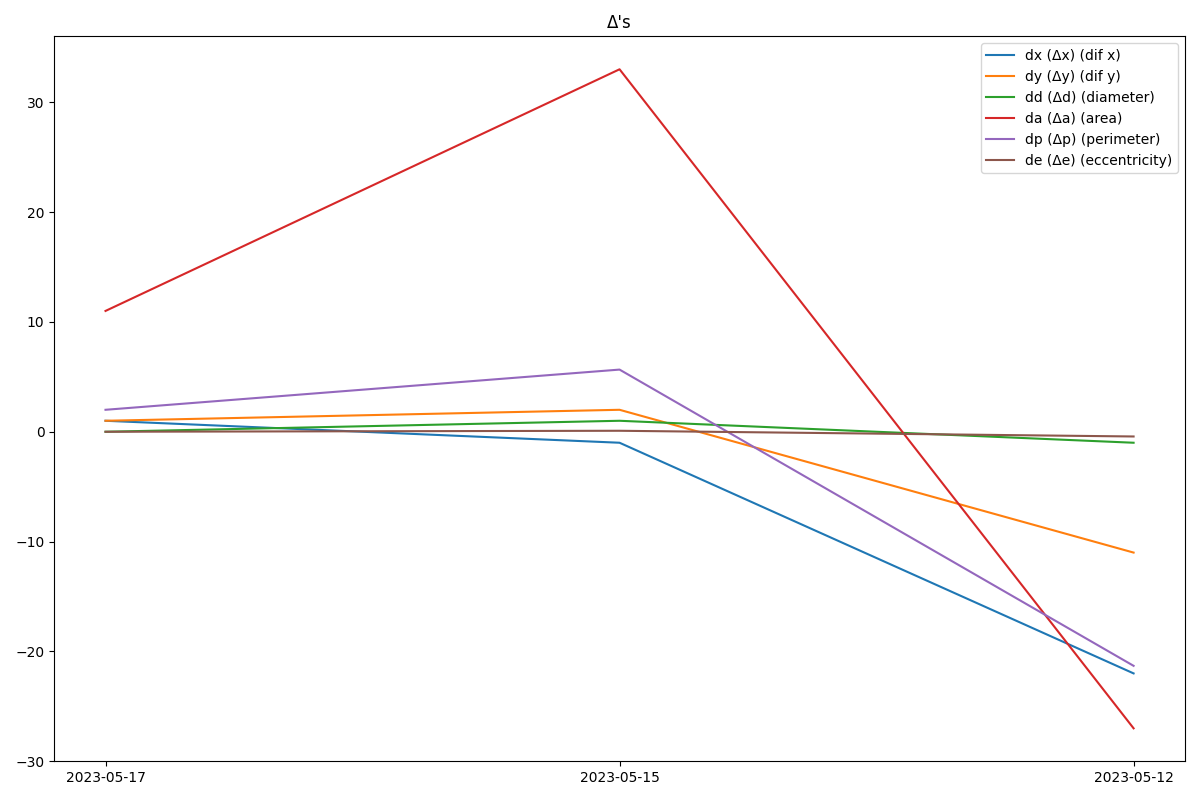 Δ's
dx (Δx) (dif x)
dy (Δy) (dif y)
dd (Δd) (diameter)
da (Δa) (area)
dp (Δp) (perimeter)
de (Δe) (eccentricity)
30
20
10
0
−10
−20
−30
2023-05-17
2023-05-15
2023-05-12